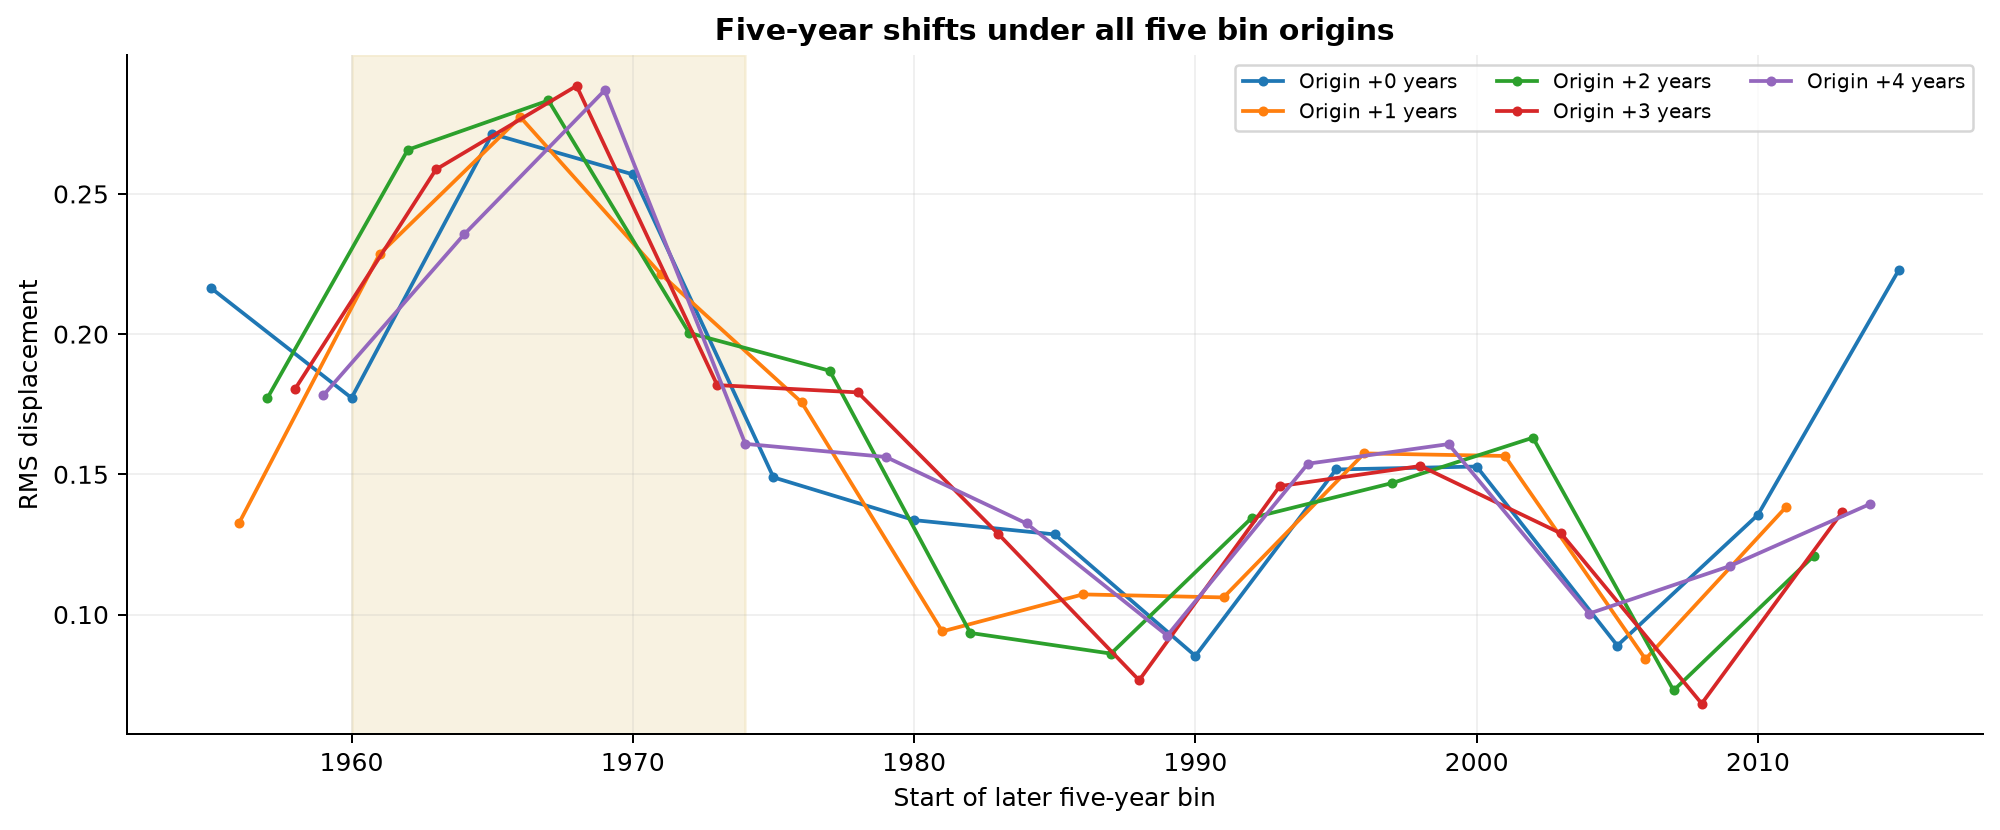 Five-year shifts under all five bin origins
Origin +0 years
Origin +1 years
Origin +2 years
Origin +3 years
Origin +4 years
RMS displacement
0.25
0.20
0.15
0.10
1960 1970 1980 1990 2000 2010
Start of later five-year bin